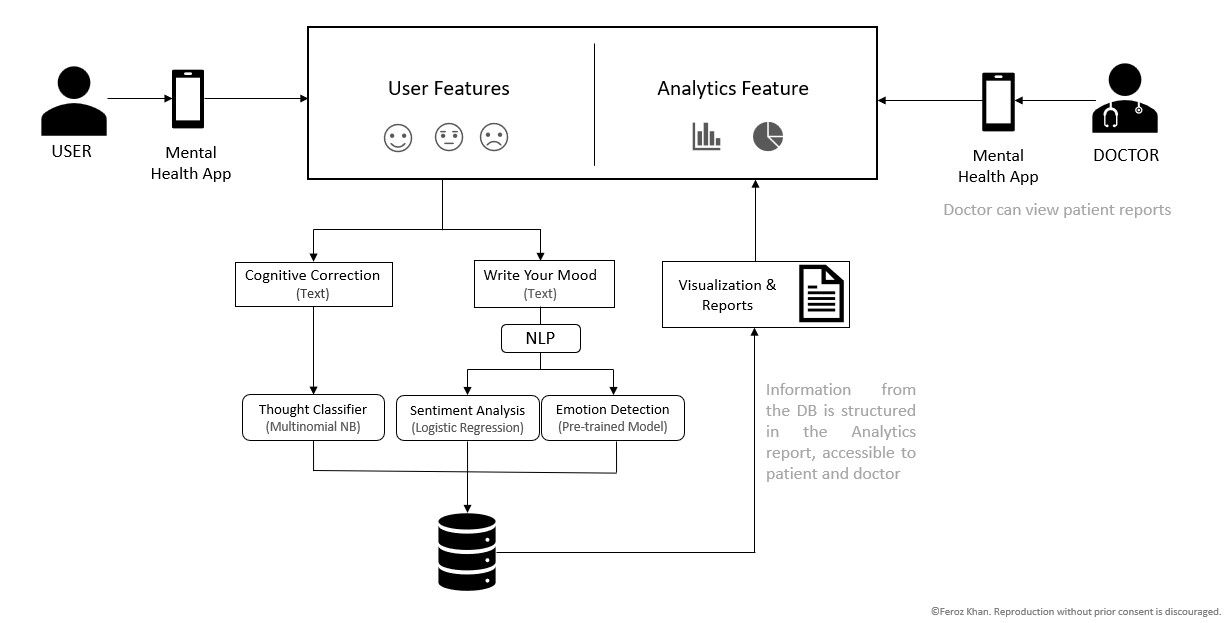 User Features
Analytics Feature
USER
Mental
Health App
Mental
Health App
DOCTOR
Doctor can view patient reports
Cognitive Correction
(Text)
Write Your Mood
(Text)
NLP
Visualization &
Reports
Thought Classifier
(Multinomial NB)
Sentiment Analysis
(Logistic Regression)
Emotion Detection
(Pre-trained Model)
Information from
the DB is structured
in the Analytics
report, accessible to
patient and doctor
©Feroz Khan. Reproduction without prior consent is discouraged.